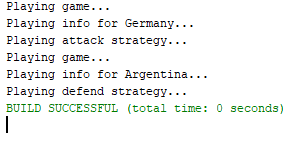 Playing game...
Playing info for Germany...
Playing attack strategy...
Playing game...
Playing info for Argentina...
Playing defend strategy...
BUILD SUCCESSFUL (total time: 0 seconds)